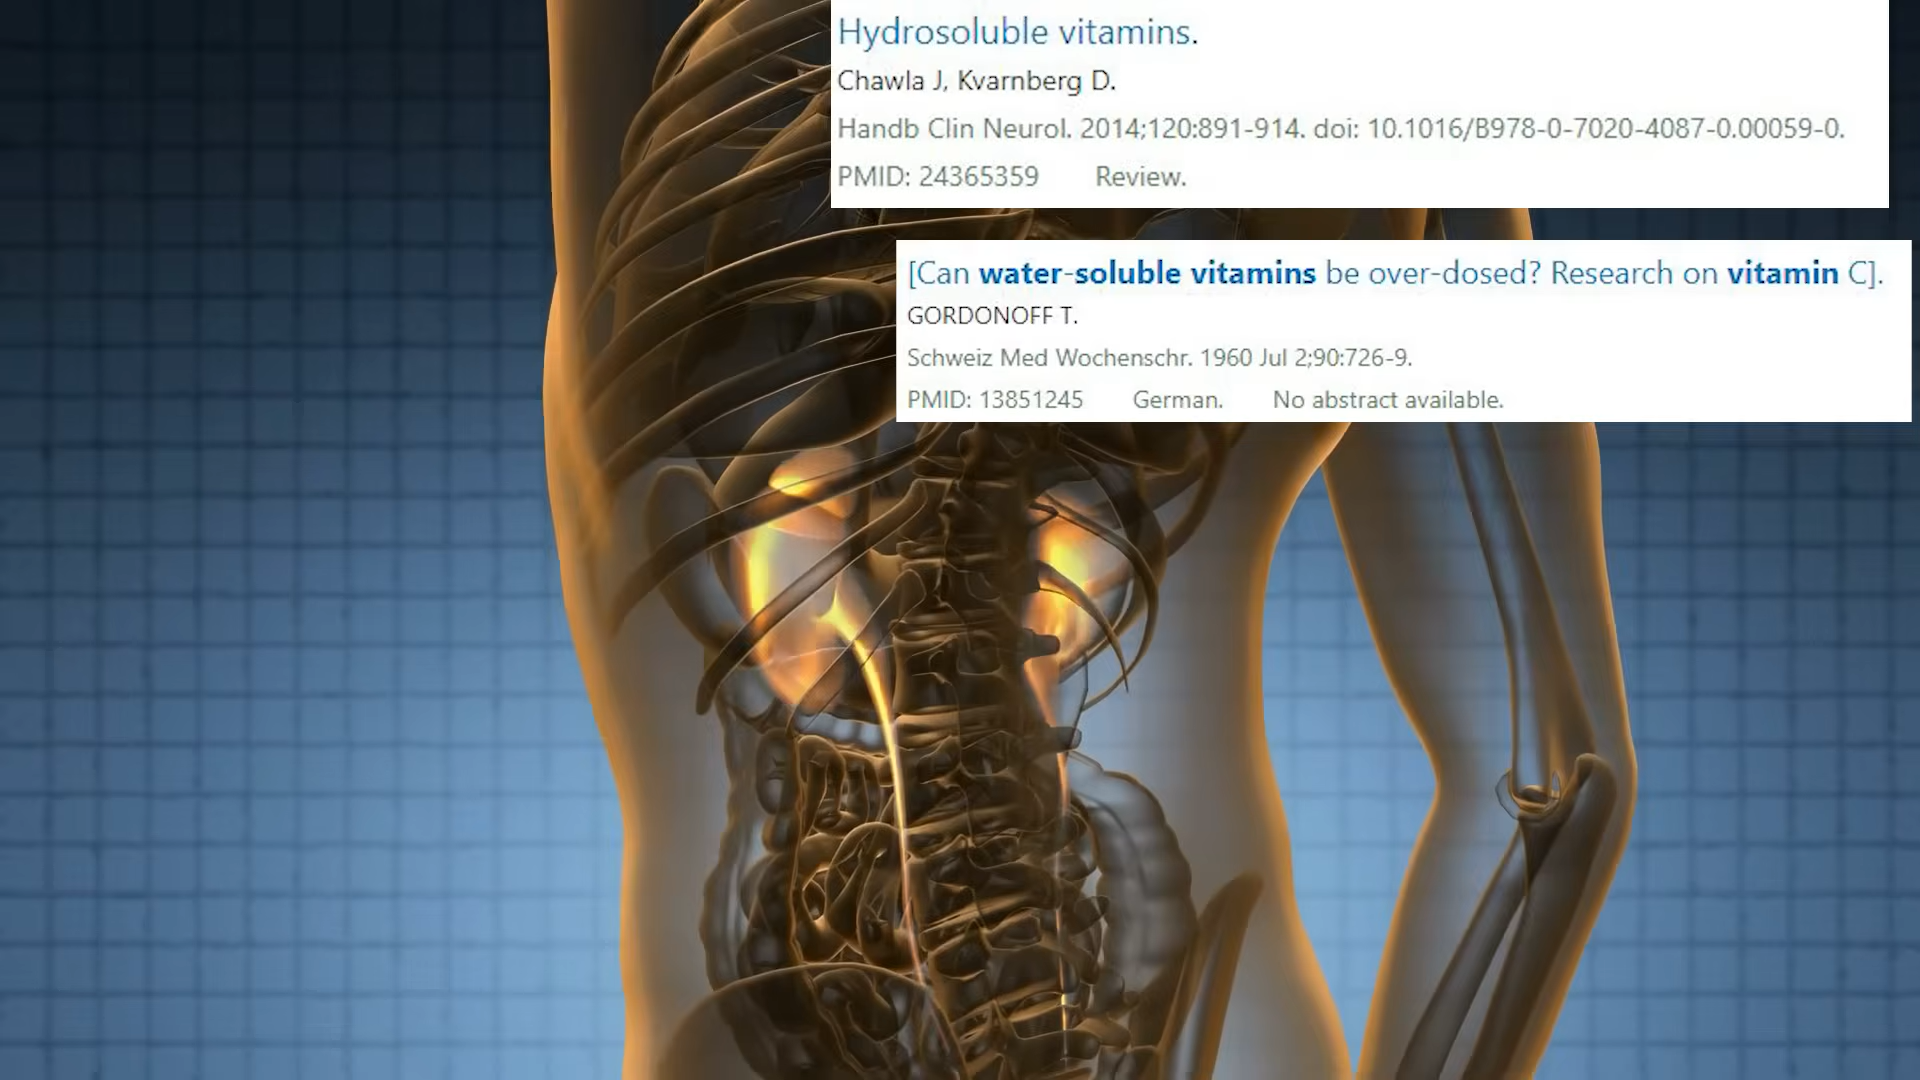 Hydrosoluble vitamins.
Chawla J, Kvarnberg D.
Handb Clin Neurol. 2014;120:891-914. doi: 10.1016/B978-0-7020-4087-0.00059-0.
PMID: 24365359 Review.
[Can water-soluble vitamins be over-dosed? Research on vitamin C].
GORDONOFF T.
Schweiz Med Wochenschr. 1960 Jul 2;90:726-9.
PMID: 13851245 German. No abstract available.